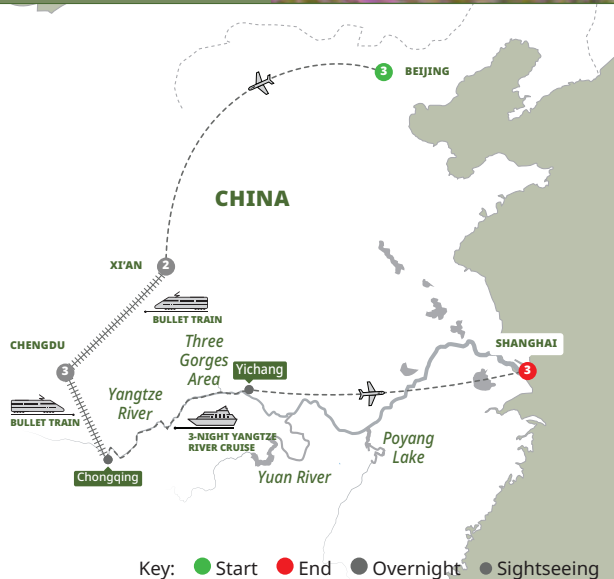 3 BEIJING
CHINA
XI'AN 2
BULLET TRAIN
CHENGDU
3
Three
Gorges
Area
Yichang
SHANGHAI
3
Yangtze
River
BULLET TRAIN
3-NIGHT YANGTZE
RIVER CRUISE
Poyang
Lake
Yuan River
Chongqing
Key: Start End Overnight Sightseeing